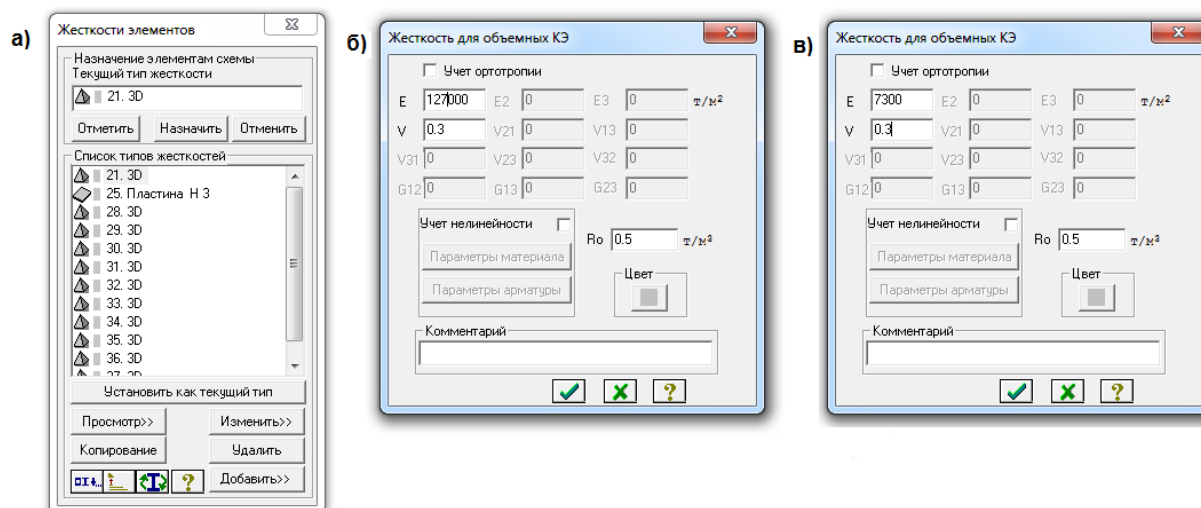 а)
Жесткости элементов
Назначение элементам схемы
Текущий тип жесткости
21. 3D
Отметить Назначить Отменить
Список типов жесткостей
21. 3D
25. Пластина Н 3
28. 3D
29. 3D
30. 3D
31. 3D
32. 3D
33. 3D
34. 3D
35. 3D
36. 3D
37. 3D
Установить как текущий тип
Просмотр>> Изменить>>
Копирование Удалить
? Добавить>>
б)
Жесткость для объемных КЭ
Учет ортотропии
E 127000 E2 0 E3 0 т/м²
V 0.3 V21 0 V13 0
V31 0 V23 0 V32 0
G12 0 G13 0 G23 0
Учет нелинейности
Параметры материала
Параметры арматуры
Ro 0.5 т/м³
Цвет
Комментарий
?
в)
Жесткость для объемных КЭ
Учет ортотропии
E 7300 E2 0 E3 0 т/м²
V 0.3 V21 0 V13 0
V31 0 V23 0 V32 0
G12 0 G13 0 G23 0
Учет нелинейности
Параметры материала
Параметры арматуры
Ro 0.5 т/м³
Цвет
Комментарий
?